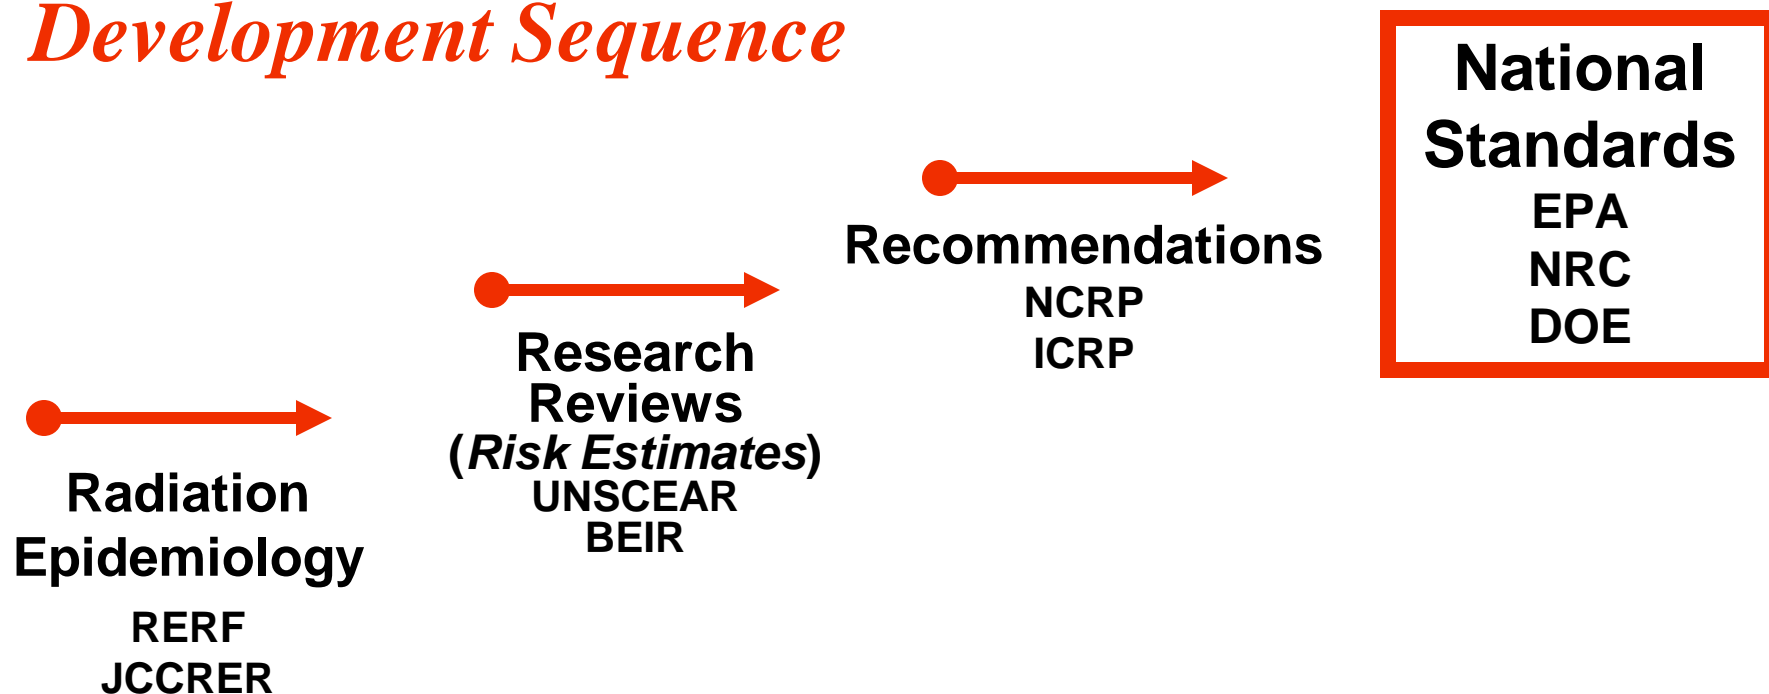 Development Sequence
Radiation
Epidemiology
RERF
JCCRER
Research
Reviews
(Risk Estimates)
UNSCEAR
BEIR
Recommendations
NCRP
ICRP
National
Standards
EPA
NRC
DOE